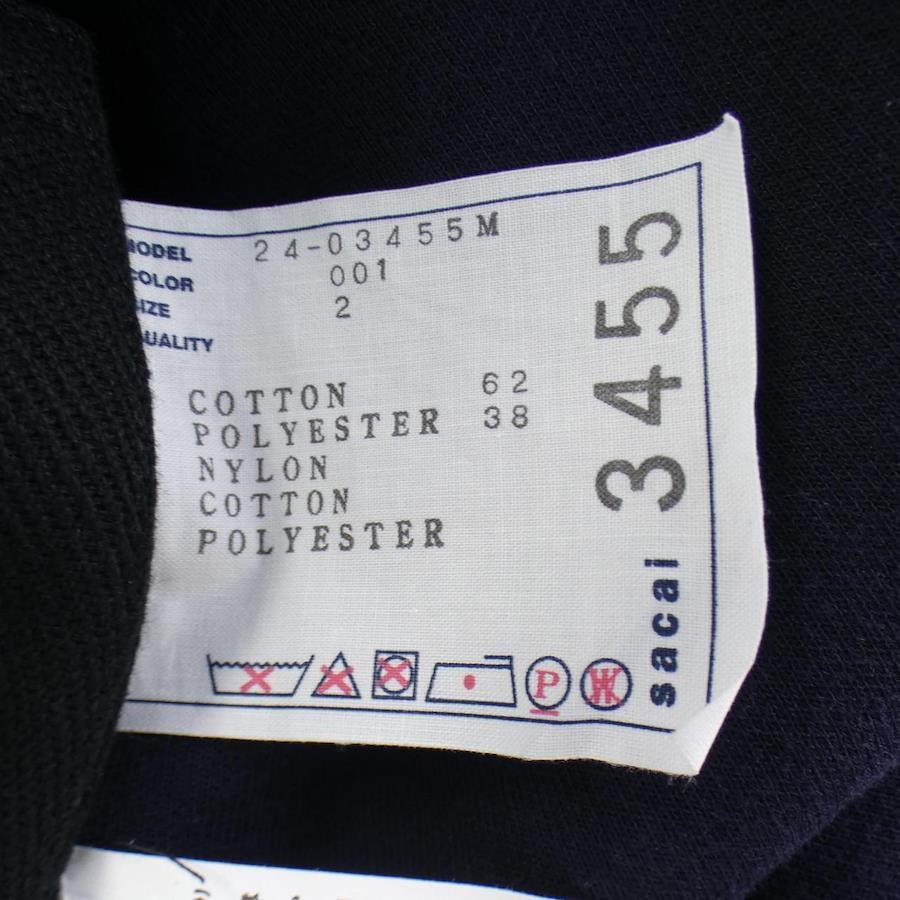 MODEL 24-03455M
COLOR 001
SIZE 2
QUALITY
COTTON 62
POLYESTER 38
NYLON
COTTON
POLYESTER
P
W
3455
sacai